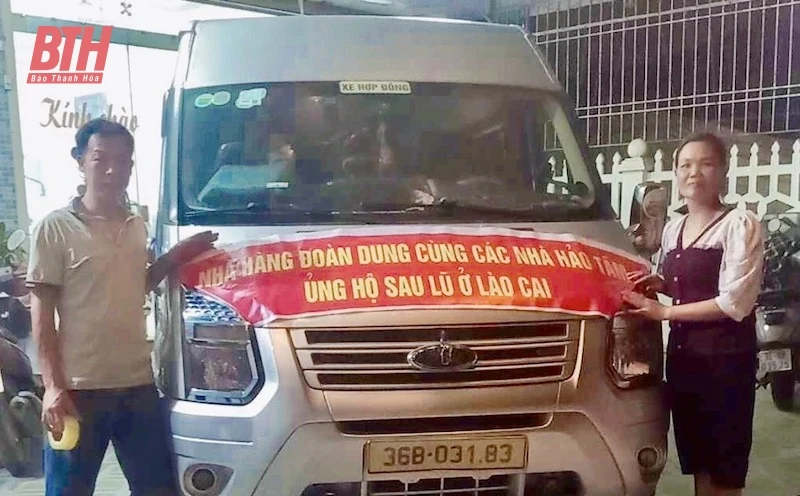 BTH
Báo Thanh Hóa
Kính chào
XE HỢP ĐỒNG
NHÀ HÀNG ĐOÀN DUNG CÙNG CÁC NHÀ HẢO TÂM
ỦNG HỘ SAU LŨ Ở LÀO CAI
36B-031.83